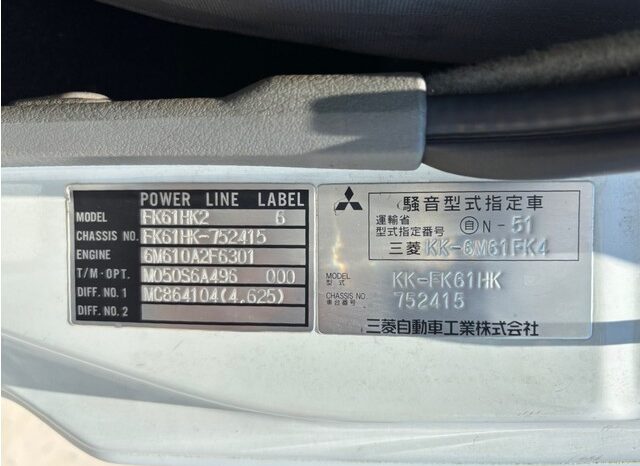 POWER LINE LABEL
MODEL FK61HK2 6
CHASSIS NO. FK61HK-752415
ENGINE 6M610A2F6301
T/M・OPT. M050S6A496 000
DIFF. NO. 1 MC864104(4.625)
DIFF. NO. 2
騒音型式指定車
運輸省
型式指定番号 自 N-51
三菱 KK-6M61FK4
MODEL
型式 KK-FK61HK
CHASSIS NO.
車台番号 752415
三菱自動車工業株式会社